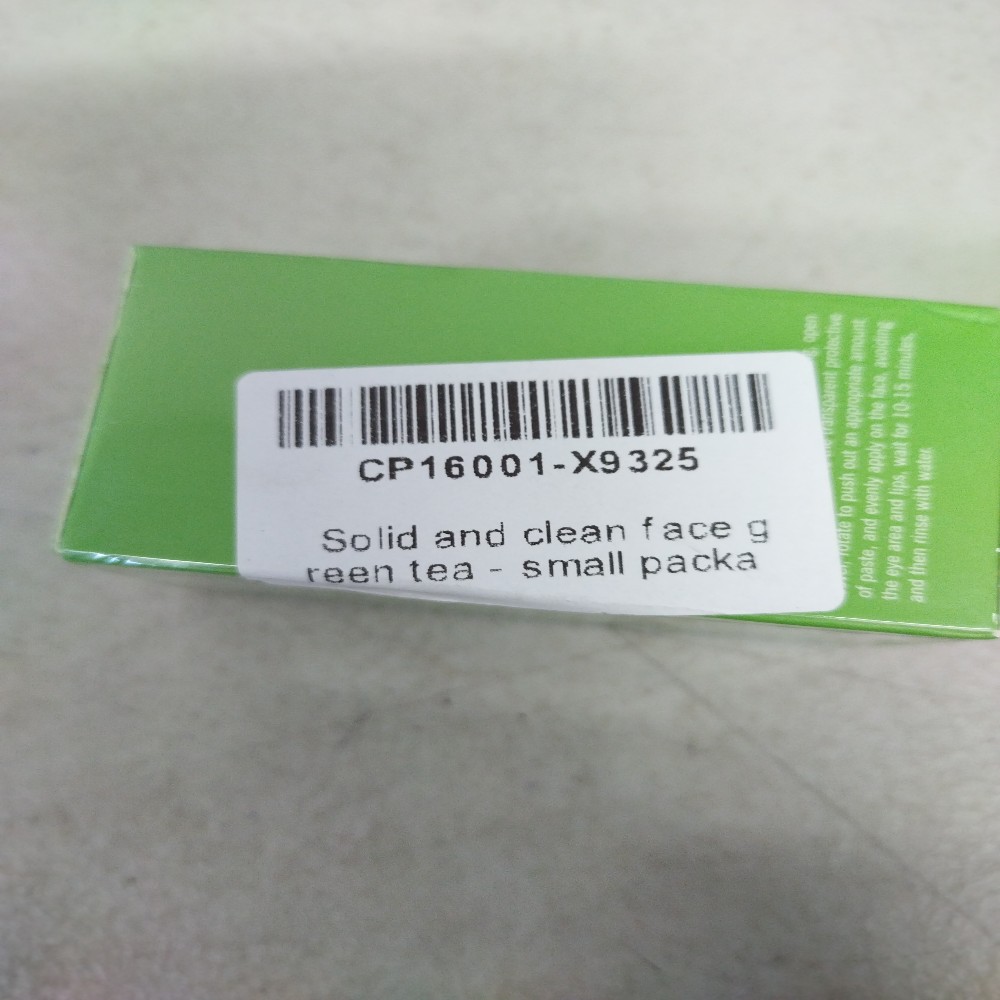 CP16001-X9325
Solid and clean face g
reen tea - small packa
open
transparent protective
rotate to push out an appropriate amount
of paste, and evenly apply on the face, avoiding
the eye area and lips, wait for 10-15 minutes,
and then rinse with water.